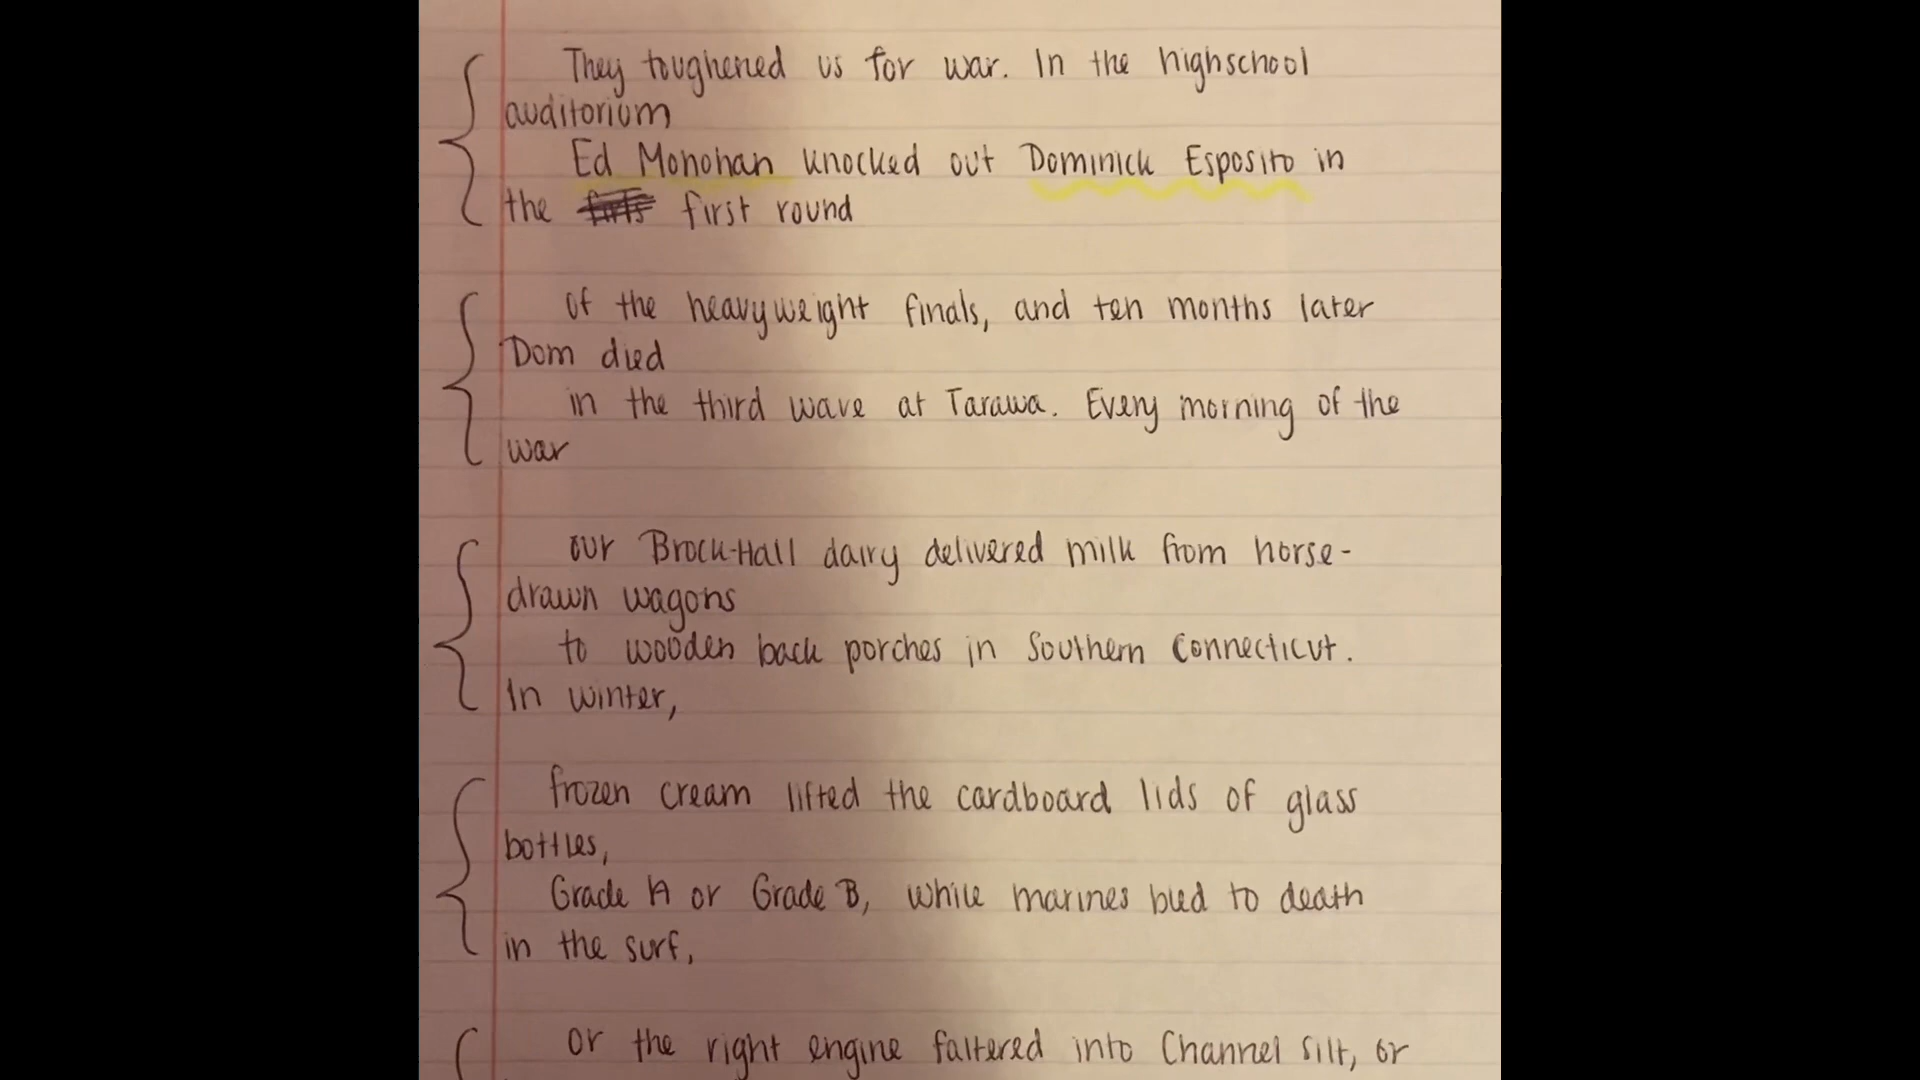 They toughened us for war. In the highschool
auditorium
Ed Monohan knocked out Dominick Esposito in
the first round
of the heavyweight finals, and ten months later
Dom died
in the third wave at Tarawa. Every morning of the
war
our Brock-Hall dairy delivered milk from horse-
drawn wagons
to wooden back porches in Southern Connecticut.
In winter,
frozen cream lifted the cardboard lids of glass
bottles,
Grade A or Grade B, while marines bled to death
in the surf,
or the right engine faltered into Channel silt, or